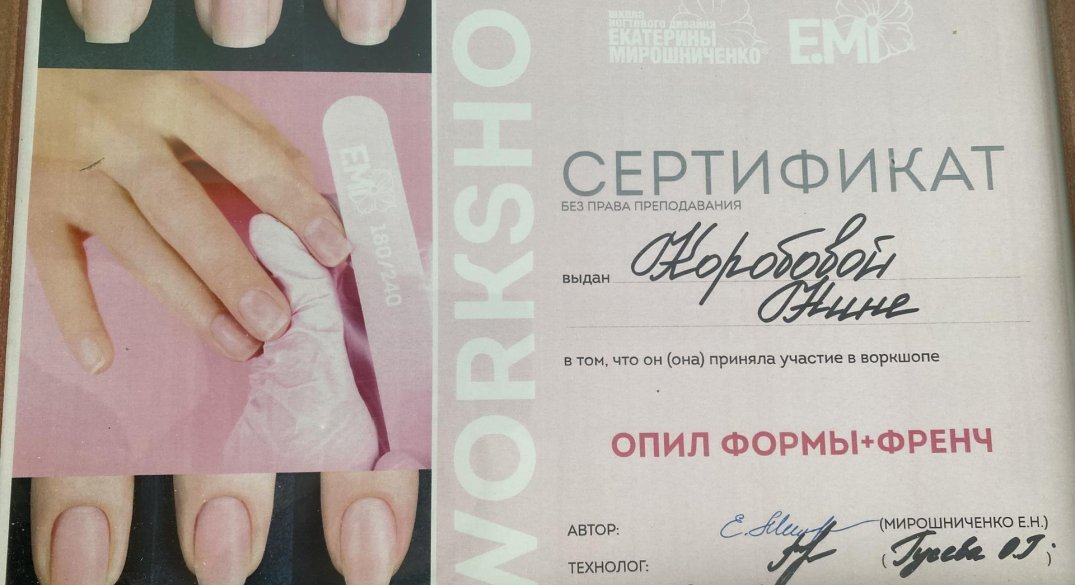 школа
ногтевого дизайна
ЕКАТЕРИНЫ
МИРОШНИЧЕНКО®
E.Mi
WORKSHO
E.Mi
180/240
СЕРТИФИКАТ
БЕЗ ПРАВА ПРЕПОДАВАНИЯ
выдан Коробовой
Нине
в том, что он (она) приняла участие в воркшопе
ОПИЛ ФОРМЫ+ФРЕНЧ
АВТОР: (МИРОШНИЧЕНКО Е.Н.)
ТЕХНОЛОГ: (Гусева О.Г.)